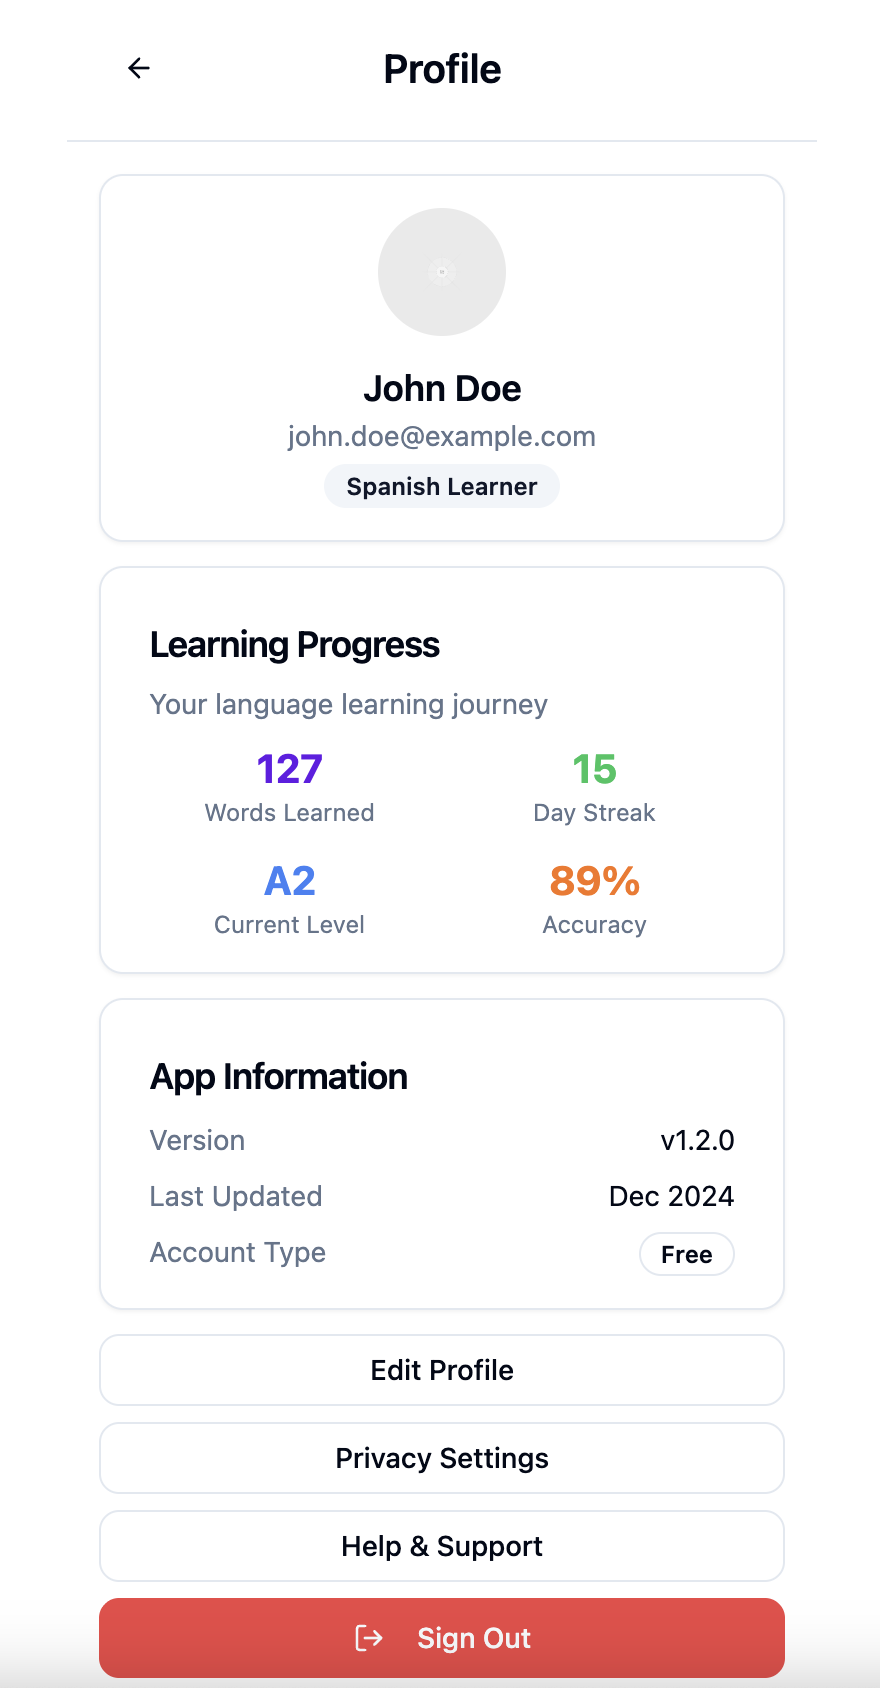 Profile
John Doe
john.doe@example.com
Spanish Learner
Learning Progress
Your language learning journey
127
Words Learned
15
Day Streak
A2
Current Level
89%
Accuracy
App Information
Version
v1.2.0
Last Updated
Dec 2024
Account Type
Free
Edit Profile
Privacy Settings
Help & Support
Sign Out